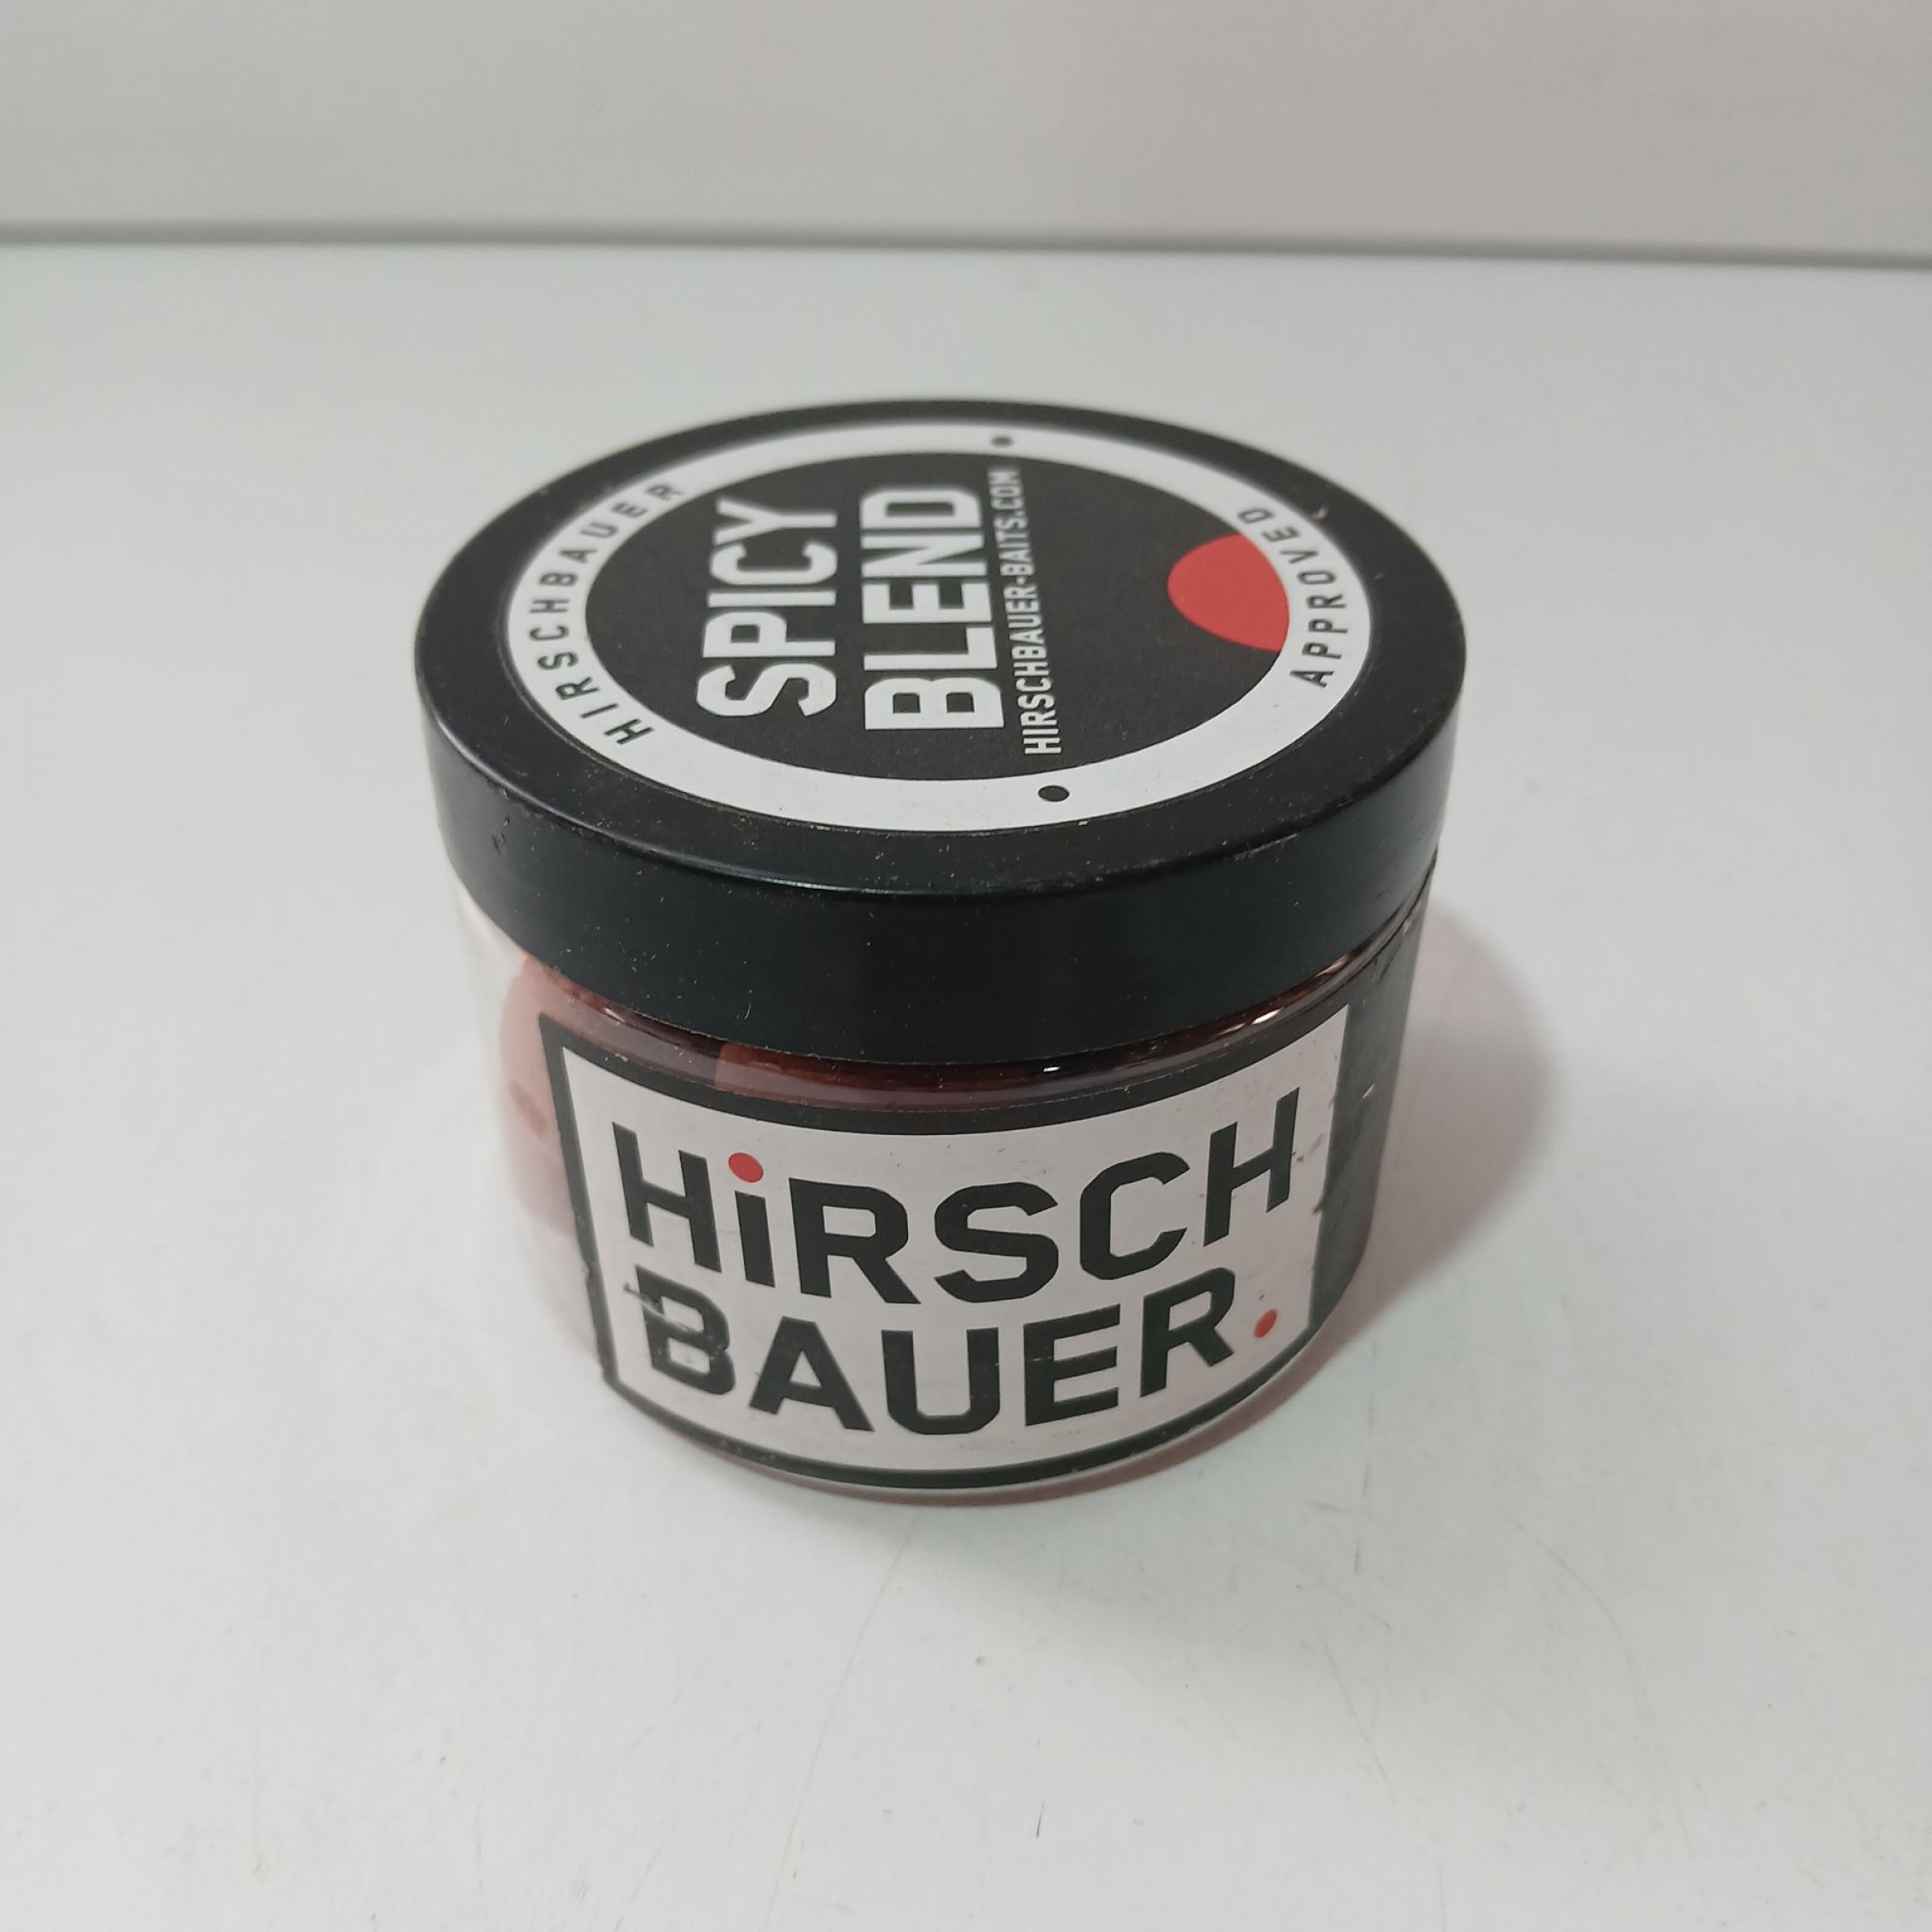 HIRSCHBAUER
SPICY
BLEND
HIRSCHBAUER-BAITS.COM
APPROVED
HiRSCH
BAUER.